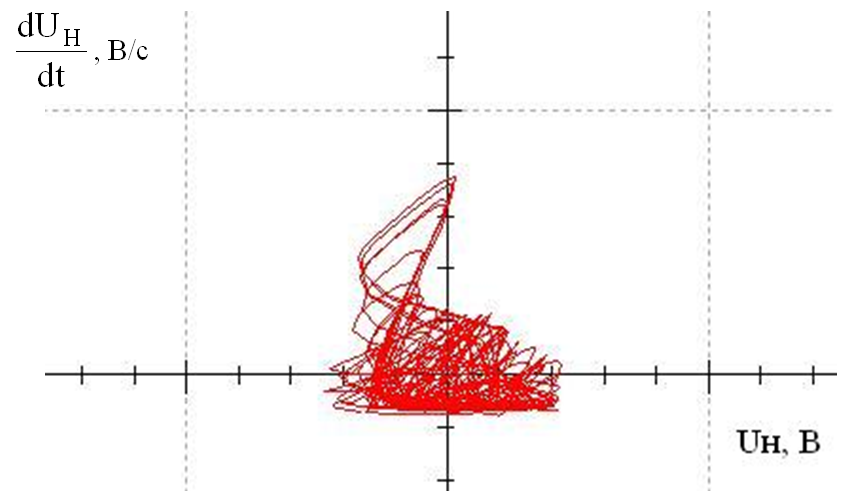 dU_H
dt , В/с
Uн, В